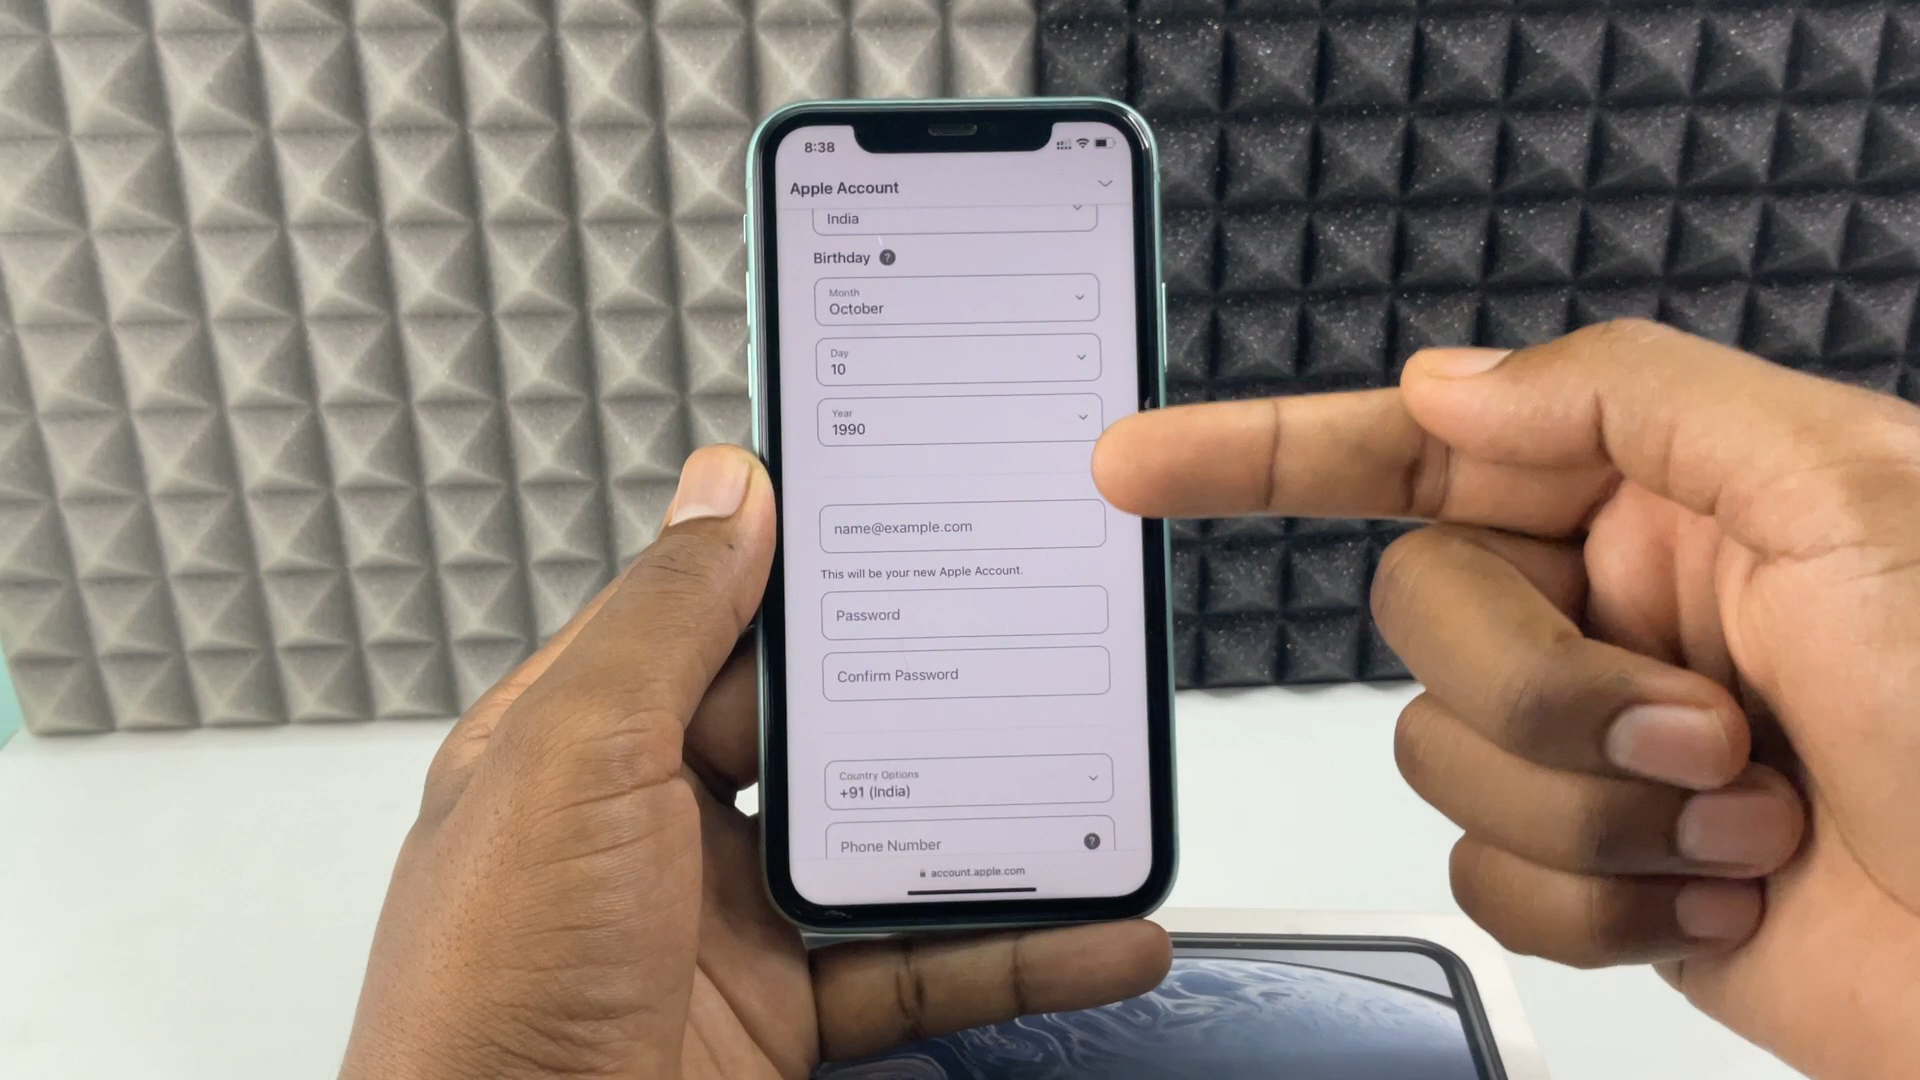 8:38
Apple Account
India
Birthday ?
Month
October
Day
10
Year
1990
name@example.com
This will be your new Apple Account.
Password
Confirm Password
Country Options
+91 (India)
Phone Number ?
account.apple.com